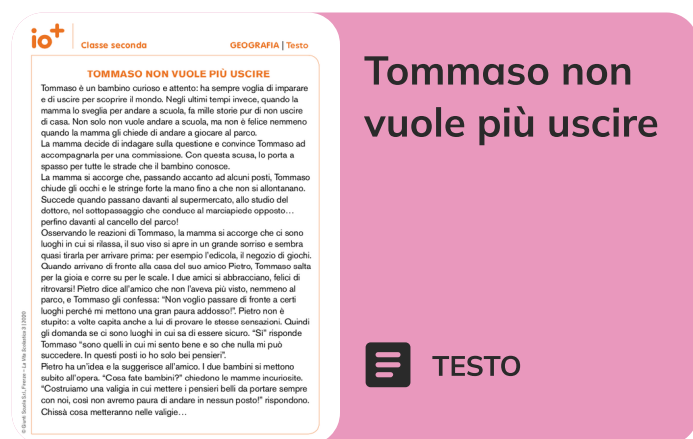 io+
Classe seconda
GEOGRAFIA | Testo
TOMMASO NON VUOLE PIÙ USCIRE
Tommaso è un bambino curioso e attento: ha sempre voglia di imparare
e di uscire per scoprire il mondo. Negli ultimi tempi invece, quando la
mamma lo sveglia per andare a scuola, fa mille storie pur di non uscire
di casa. Non solo non vuole andare a scuola, ma non è felice nemmeno
quando la mamma gli chiede di andare a giocare al parco.
La mamma decide di indagare sulla questione e convince Tommaso ad
accompagnarla per una commissione. Con questa scusa, lo porta a
spasso per tutte le strade che il bambino conosce.
La mamma si accorge che, passando accanto ad alcuni posti, Tommaso
chiude gli occhi e le stringe forte la mano fino a che non si allontanano.
Succede quando passano davanti al supermercato, allo studio del
dottore, nel sottopassaggio che conduce al marciapiede opposto…
perfino davanti al cancello del parco!
Osservando le reazioni di Tommaso, la mamma si accorge che ci sono
luoghi in cui si rilassa, il suo viso si apre in un grande sorriso e sembra
quasi tirarla per arrivare prima: per esempio l'edicola, il negozio di giochi.
Quando arrivano di fronte alla casa del suo amico Pietro, Tommaso salta
per la gioia e corre su per le scale. I due amici si abbracciano, felici di
ritrovarsi! Pietro dice all'amico che non l'aveva più visto, nemmeno al
parco, e Tommaso gli confessa: “Non voglio passare di fronte a certi
luoghi perché mi mettono una gran paura addosso!”. Pietro non è
stupito: a volte capita anche a lui di provare le stesse sensazioni. Quindi
gli domanda se ci sono luoghi in cui sa di essere sicuro. “Sì” risponde
Tommaso “sono quelli in cui mi sento bene e so che nulla mi può
succedere. In questi posti io ho solo bei pensieri”.
Pietro ha un'idea e la suggerisce all'amico. I due bambini si mettono
subito all'opera. “Cosa fate bambini?” chiedono le mamme incuriosite.
“Costruiamo una valigia in cui mettere i pensieri belli da portare sempre
con noi, così non avremo paura di andare in nessun posto!” rispondono.
Chissà cosa metteranno nelle valigie…
© Giunti Scuola S.r.l., Firenze – La Vita Scolastica 3 | 2020
Tommaso non
vuole più uscire
TESTO